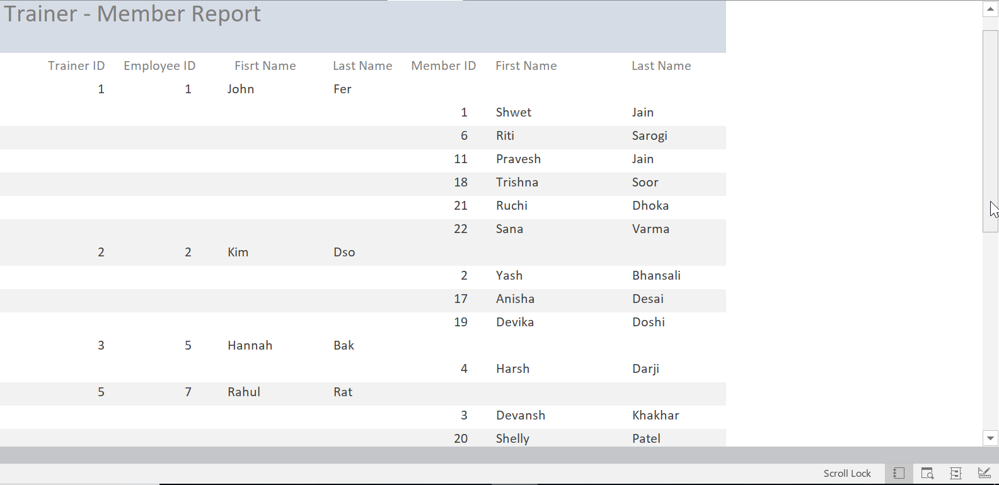 Trainer - Member Report
Trainer ID Employee ID Fisrt Name Last Name Member ID First Name Last Name
1 1 John Fer
1 Shwet Jain
6 Riti Sarogi
11 Pravesh Jain
18 Trishna Soor
21 Ruchi Dhoka
22 Sana Varma
2 2 Kim Dso
2 Yash Bhansali
17 Anisha Desai
19 Devika Doshi
3 5 Hannah Bak
4 Harsh Darji
5 7 Rahul Rat
3 Devansh Khakhar
20 Shelly Patel
Scroll Lock